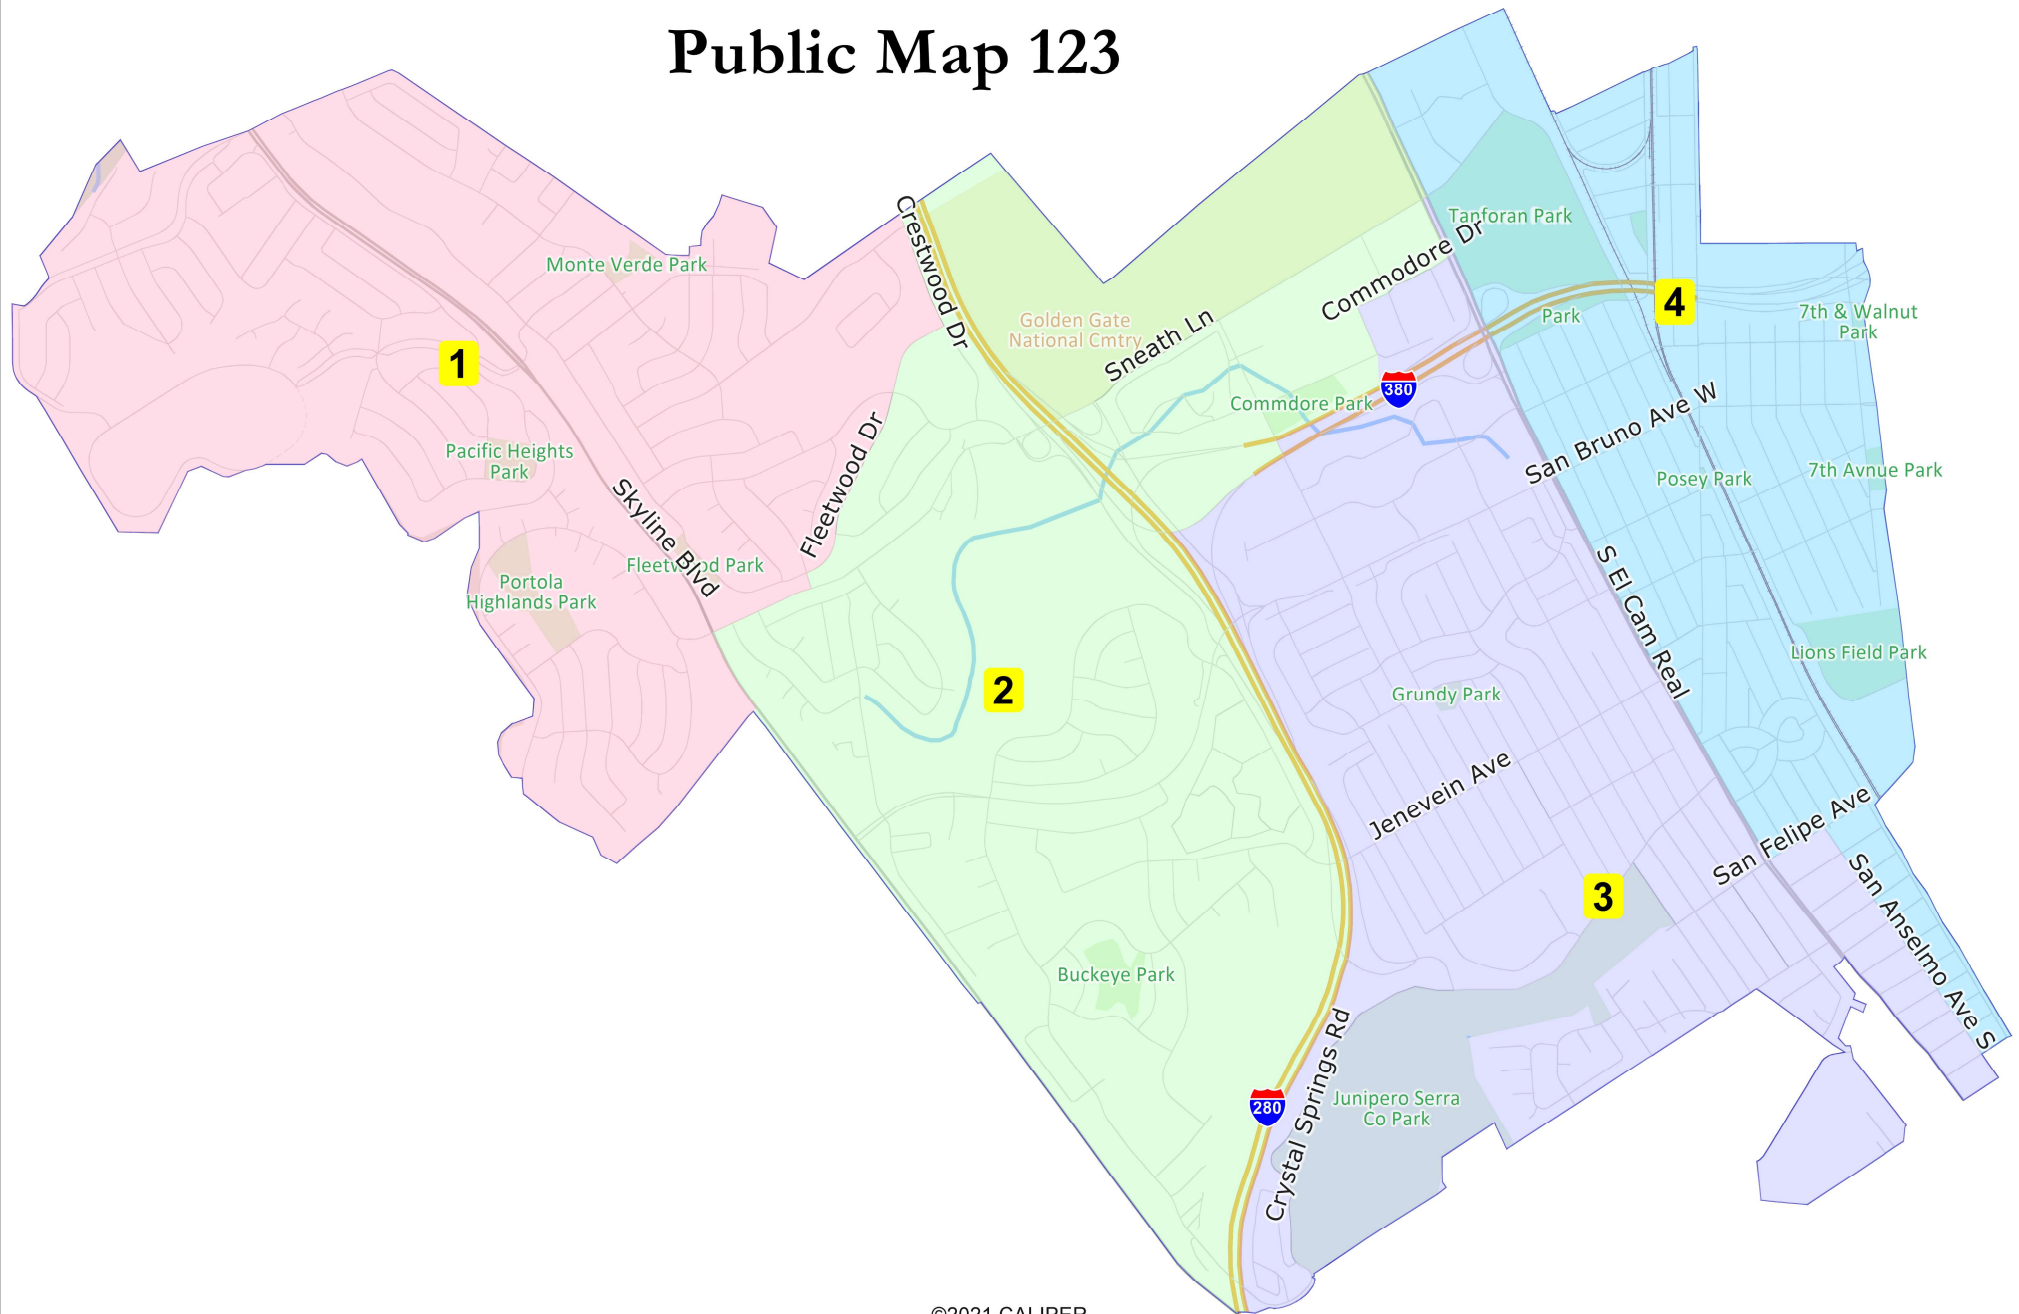 Public Map 123
Crestwood Dr
Tanforan Park
Commodore Dr
Monte Verde Park
4
7th & Walnut
Park
Park
Golden Gate
National Cmtry
Sneath Ln
1
380
Commdore Park
San Bruno Ave W
Pacific Heights
Park
Fleetwood Dr
Posey Park
7th Avnue Park
Skyline Blvd
Fleetwood Park
Portola
Highlands Park
S El Cam Real
Lions Field Park
2
Grundy Park
Jenevein Ave
San Felipe Ave
3
San Anselmo Ave S
Buckeye Park
Crystal Springs Rd
280
Junipero Serra
Co Park
©2021 CALIPER